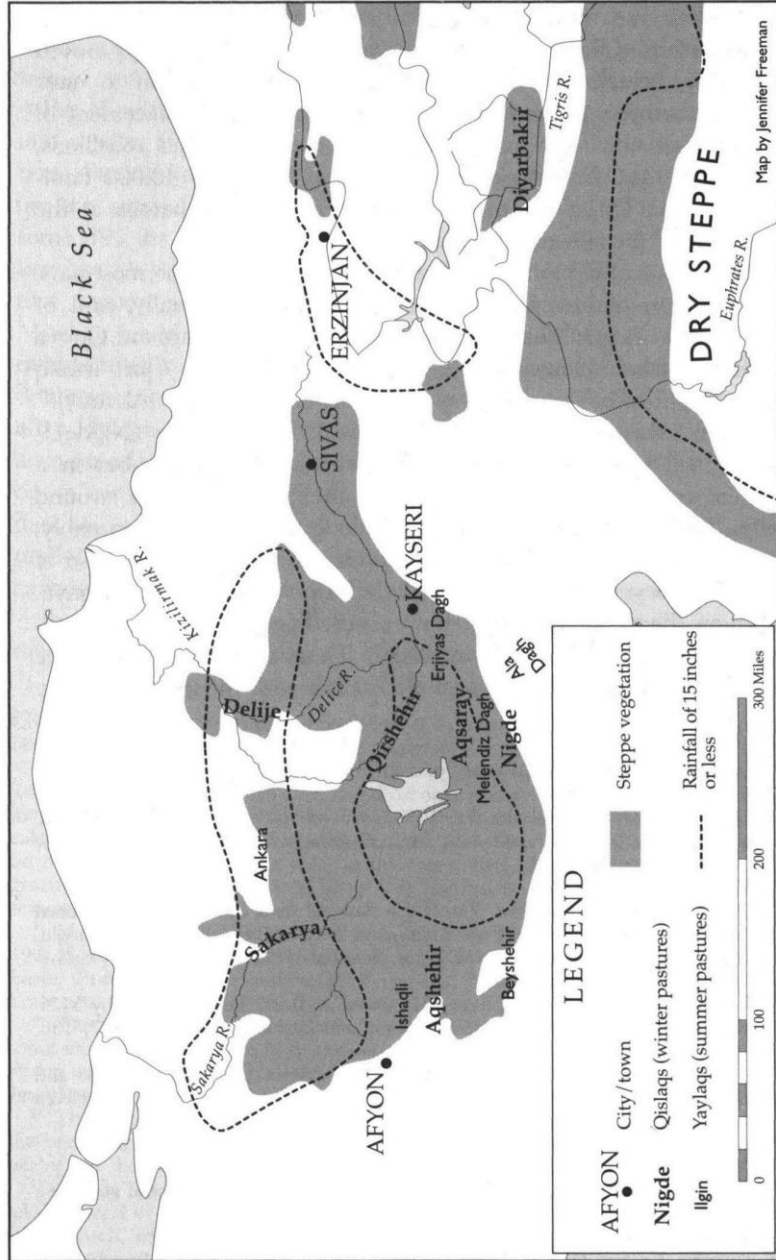 Black Sea
Kizilirmak R.
Sakarya R.
Sakarya
Ankara
Delije
Delice R.
SIVAS
ERZINJAN
AFYON
Ishaqli
Aqshehir
Beyshehir
Qirshehir
Aqsaray
Melendiz Dagh
Nigde
KAYSERI
Erjiyas Dagh
Ala
Dagh
Diyarbakir
Tigris R.
DRY STEPPE
Euphrates R.
LEGEND
AFYON City/town
Nigde Qislaqs (winter pastures)
Ilgin Yaylaqs (summer pastures)
Steppe vegetation
Rainfall of 15 inches
or less
0 100 200 300 Miles
Map by Jennifer Freeman